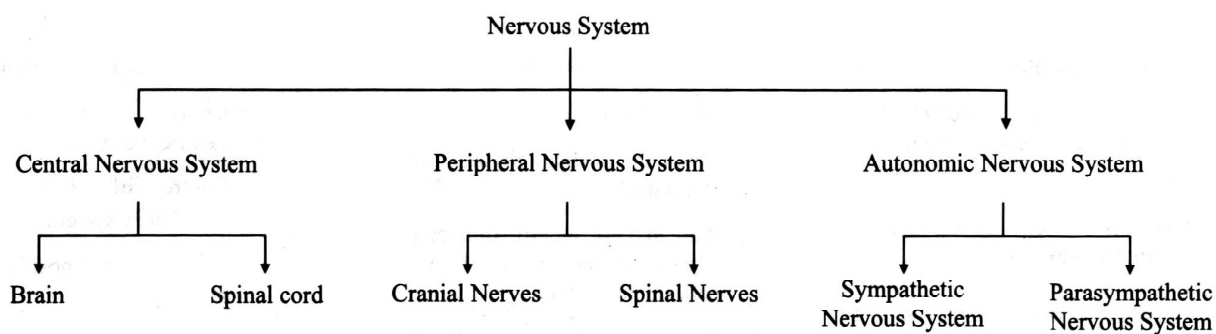 Nervous System
Central Nervous System
Peripheral Nervous System
Autonomic Nervous System
Brain
Spinal cord
Cranial Nerves
Spinal Nerves
Sympathetic
Nervous System
Parasympathetic
Nervous System